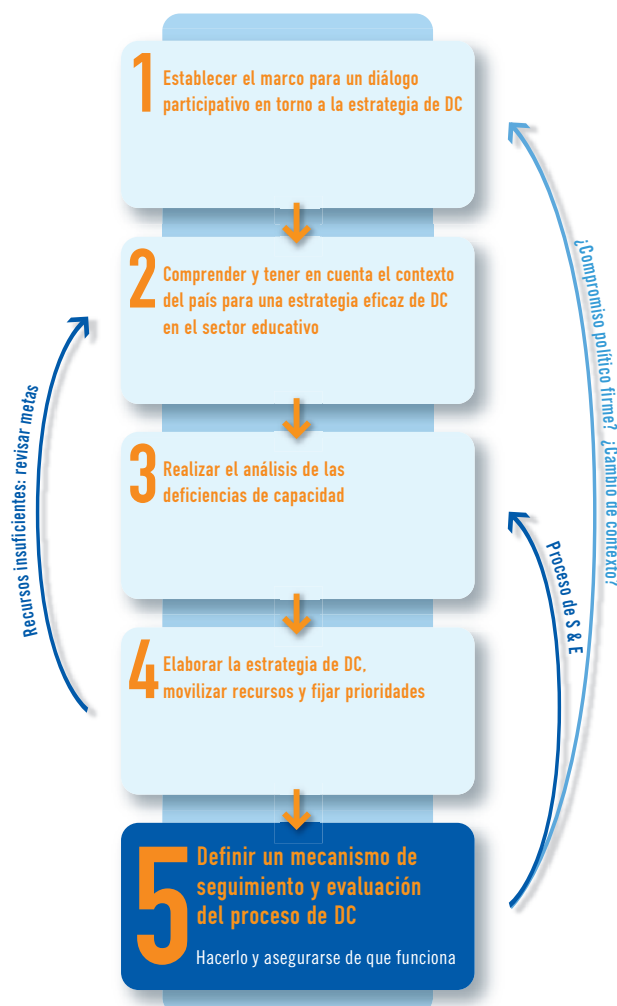 1 Establecer el marco para un diálogo
participativo en torno a la estrategia de DC
2 Comprender y tener en cuenta el contexto
del país para una estrategia eficaz de DC
en el sector educativo
3 Realizar el análisis de las
deficiencias de capacidad
4 Elaborar la estrategia de DC,
movilizar recursos y fijar prioridades
5 Definir un mecanismo de
seguimiento y evaluación
del proceso de DC
Hacerlo y asegurarse de que funciona
Recursos insuficientes: revisar metas
Proceso de S & E
¿Compromiso político firme? ¿Cambio de contexto?